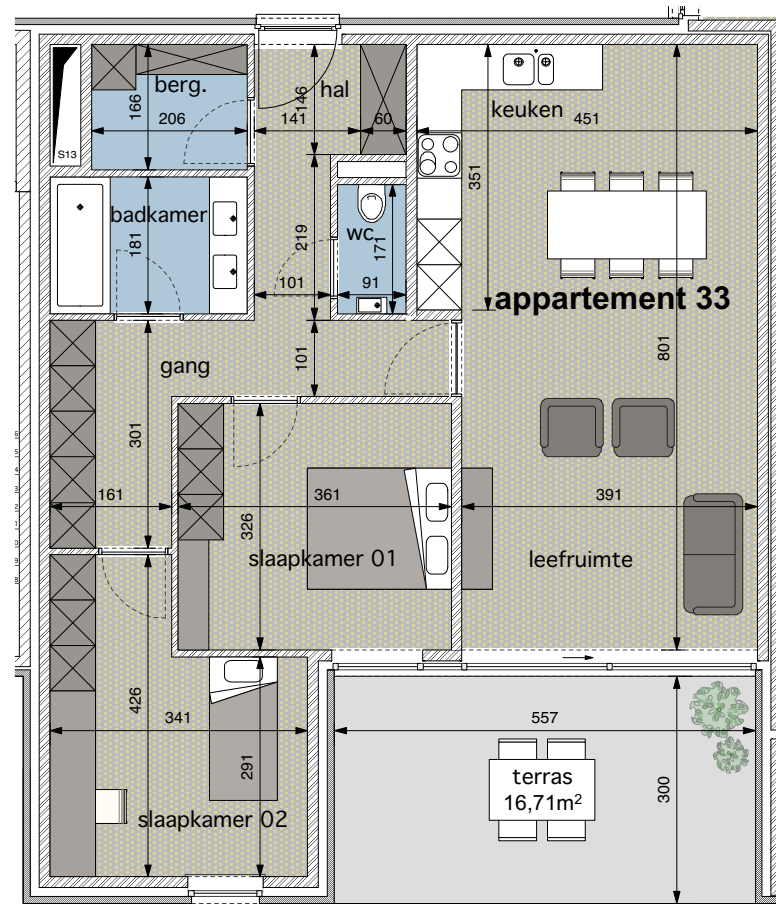 berg.
166
206
S13
hal
146
141
60
keuken
451
351
badkamer
181
219
wc
171
91
101
appartement 33
801
gang
101
301
161
361
326
slaapkamer 01
391
leefruimte
426
341
291
slaapkamer 02
557
300
terras
16,71m²